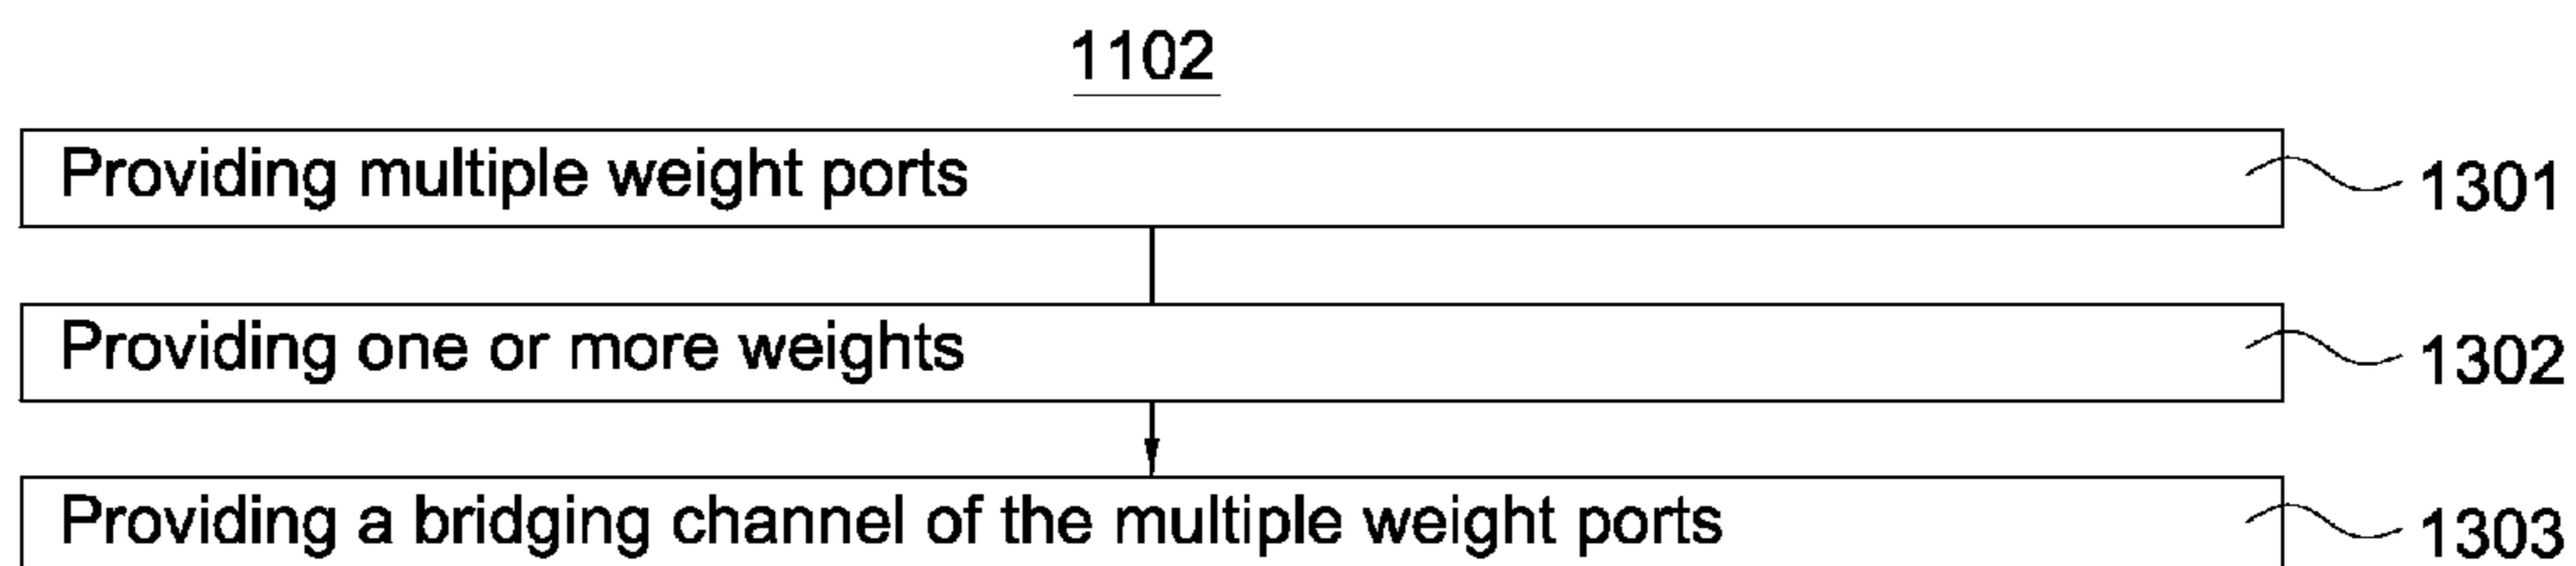 1102
Providing multiple weight ports 1301
Providing one or more weights 1302
Providing a bridging channel of the multiple weight ports 1303